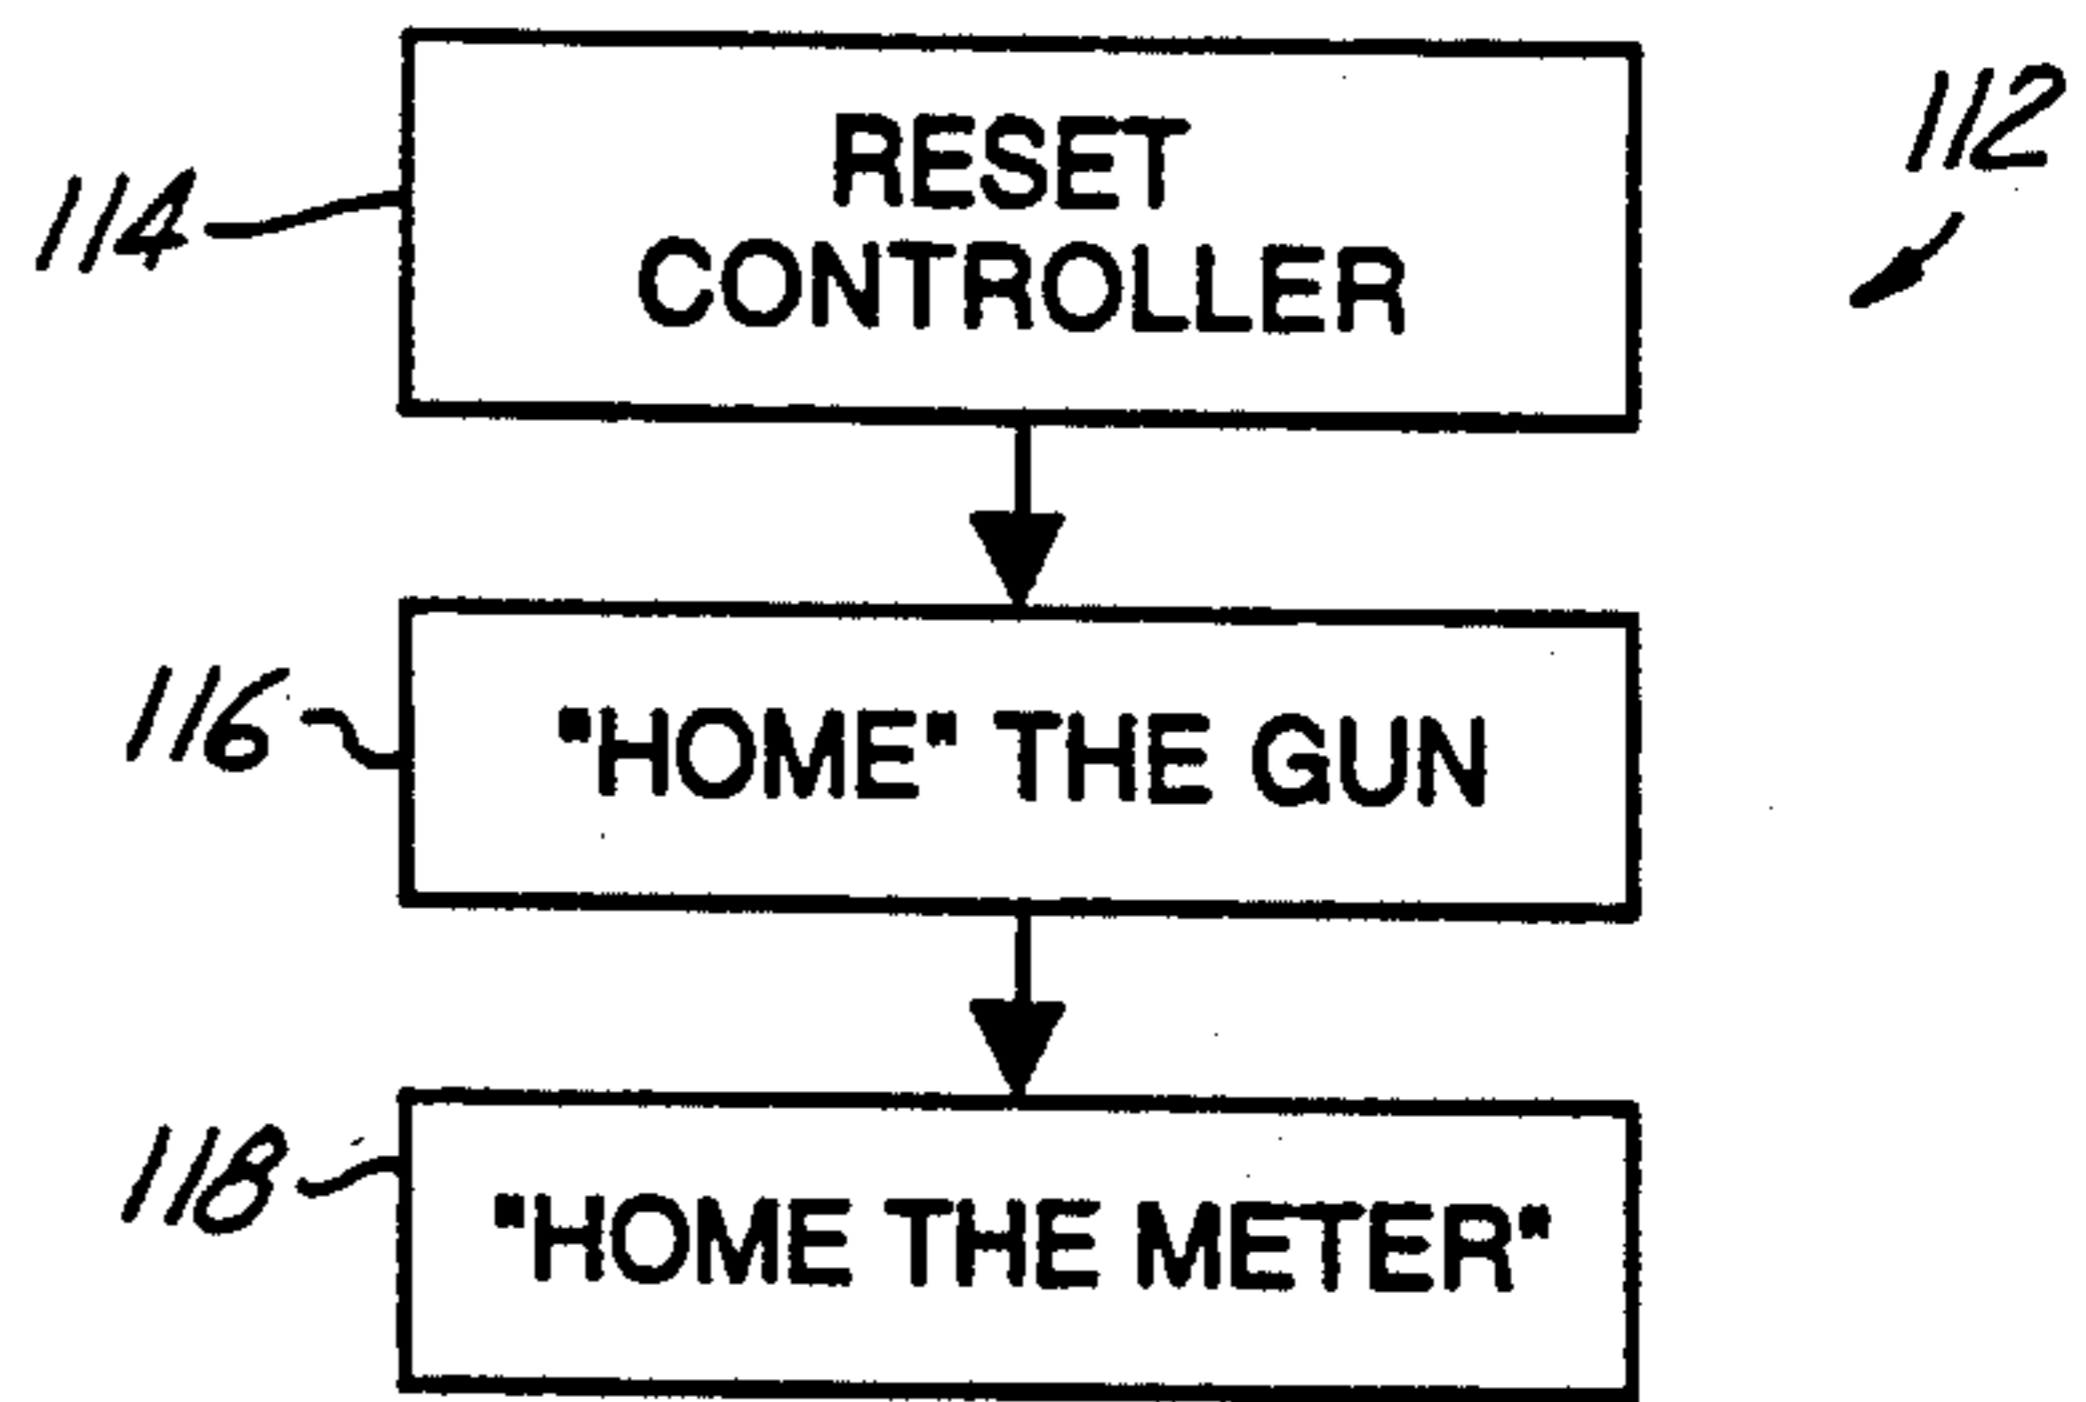 RESET
CONTROLLER
112
114
116
"HOME" THE GUN
118
"HOME THE METER"